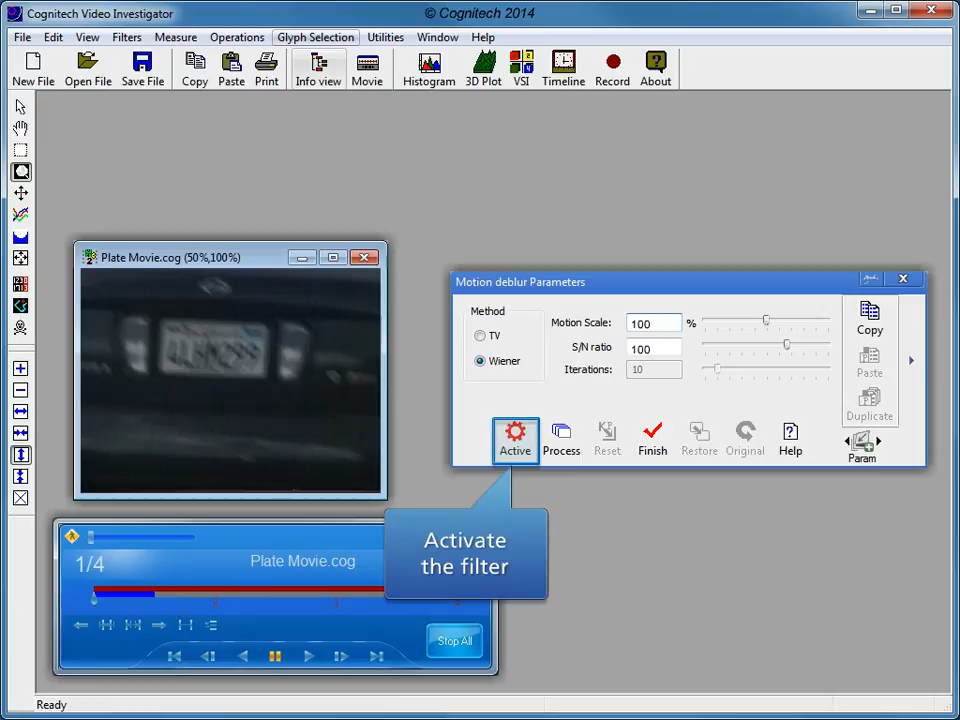 Cognitech Video Investigator
© Cognitech 2014
File Edit View Filters Measure Operations Glyph Selection Utilities Window Help
New File Open File Save File Copy Paste Print Info view Movie Histogram 3D Plot VSI Timeline Record About
Plate Movie.cog (50%,100%)
Motion deblur Parameters
Method
TV
Wiener
Motion Scale: 100 %
S/N ratio 100
Iterations: 10
Copy
Paste
Duplicate
Active Process Reset Finish Restore Original Help
Param
Activate
the filter
Plate Movie.cog
1/4
Stop All
Ready